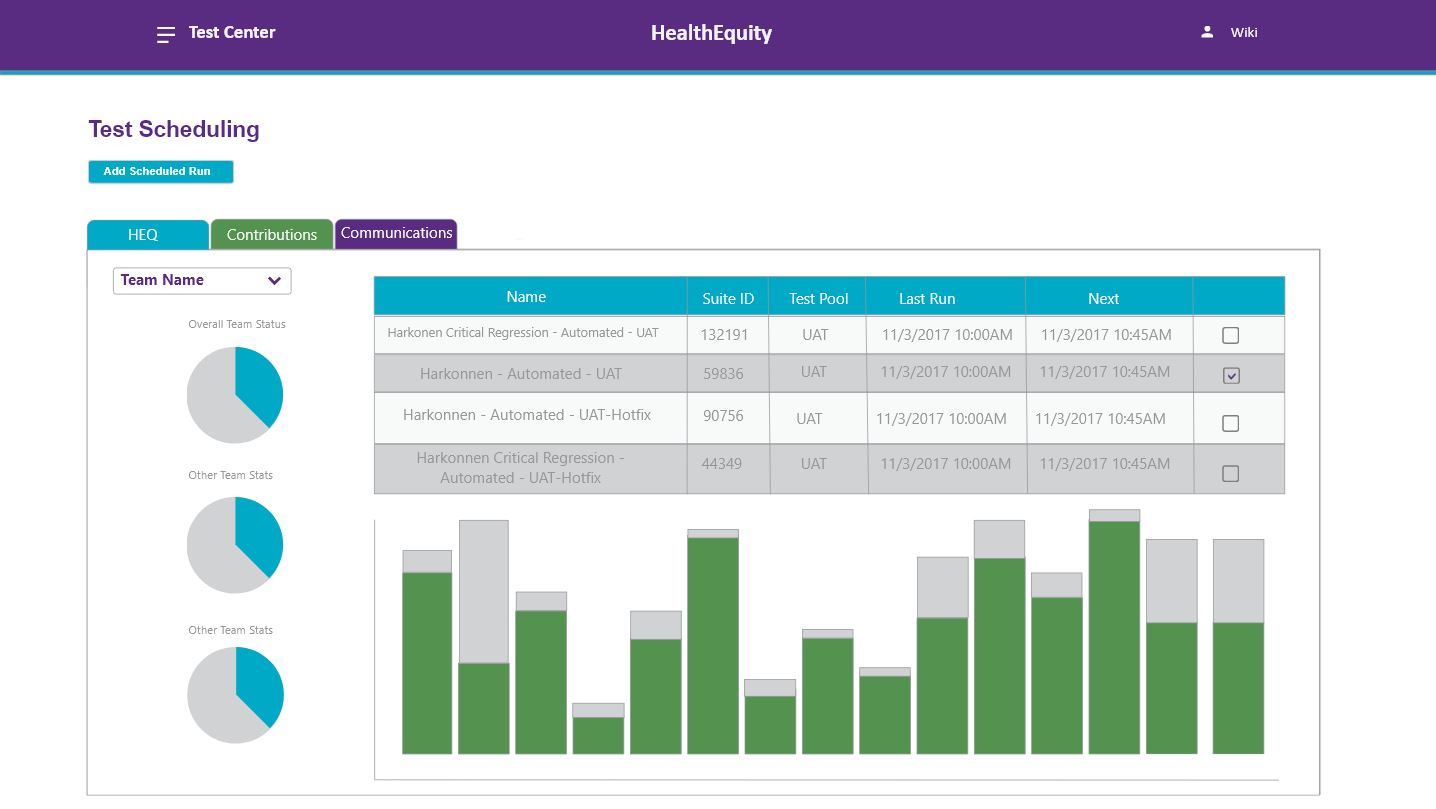 Test Center
HealthEquity
Wiki
Test Scheduling
Add Scheduled Run
HEQ
Contributions
Communications
Team Name
Overall Team Status
Other Team Stats
Other Team Stats
Name Suite ID Test Pool Last Run Next
Harkonen Critical Regression - Automated - UAT 132191 UAT 11/3/2017 10:00AM 11/3/2017 10:45AM
Harkonnen - Automated - UAT 59836 UAT 11/3/2017 10:00AM 11/3/2017 10:45AM
Harkonnen - Automated - UAT-Hotfix 90756 UAT 11/3/2017 10:00AM 11/3/2017 10:45AM
Harkonnen Critical Regression -
Automated - UAT-Hotfix 44349 UAT 11/3/2017 10:00AM 11/3/2017 10:45AM